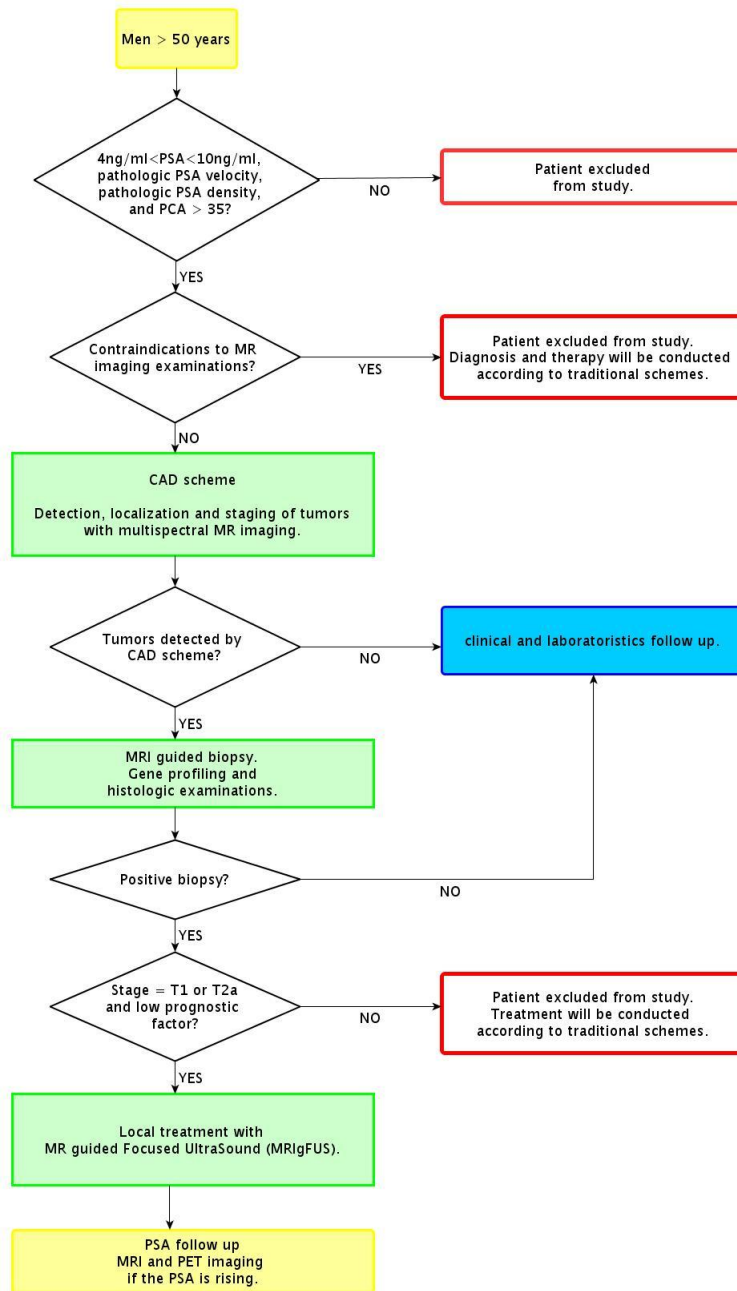 Men > 50 years
4ng/ml<PSA<10ng/ml,
pathologic PSA velocity,
pathologic PSA density,
and PCA > 35?
NO
Patient excluded
from study.
YES
Contraindications to MR
imaging examinations?
YES
Patient excluded from study.
Diagnosis and therapy will be conducted
according to traditional schemes.
NO
CAD scheme
Detection, localization and staging of tumors
with multispectral MR imaging.
Tumors detected by
CAD scheme?
NO
clinical and laboratoristics follow up.
YES
MRI guided biopsy.
Gene profiling and
histologic examinations.
Positive biopsy?
NO
YES
Stage = T1 or T2a
and low prognostic
factor?
NO
Patient excluded from study.
Treatment will be conducted
according to traditional schemes.
YES
Local treatment with
MR guided Focused UltraSound (MRIgFUS).
PSA follow up
MRI and PET imaging
if the PSA is rising.